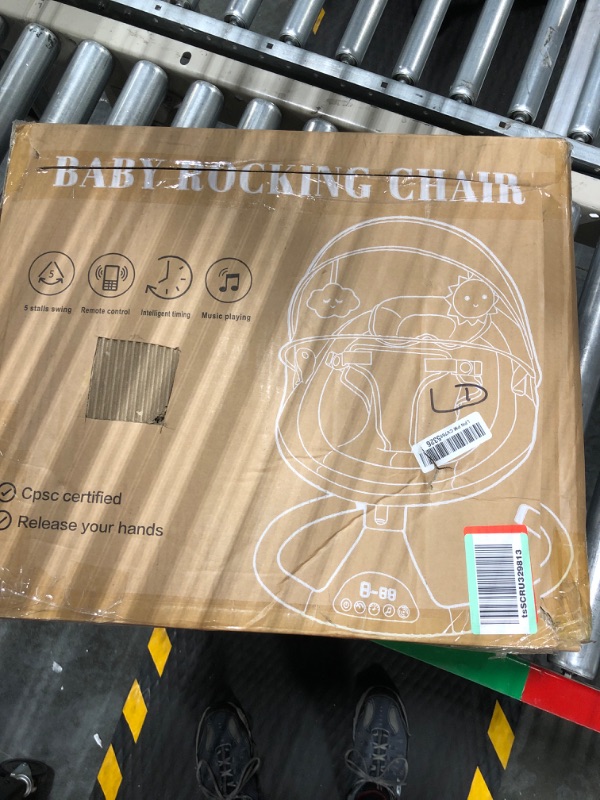 BABY ROCKING CHAIR
5
5 stalls swing Remote control Intelligent timing Music playing
LD
Cpsc certified
Release your hands
8-88
tsSCRU329813